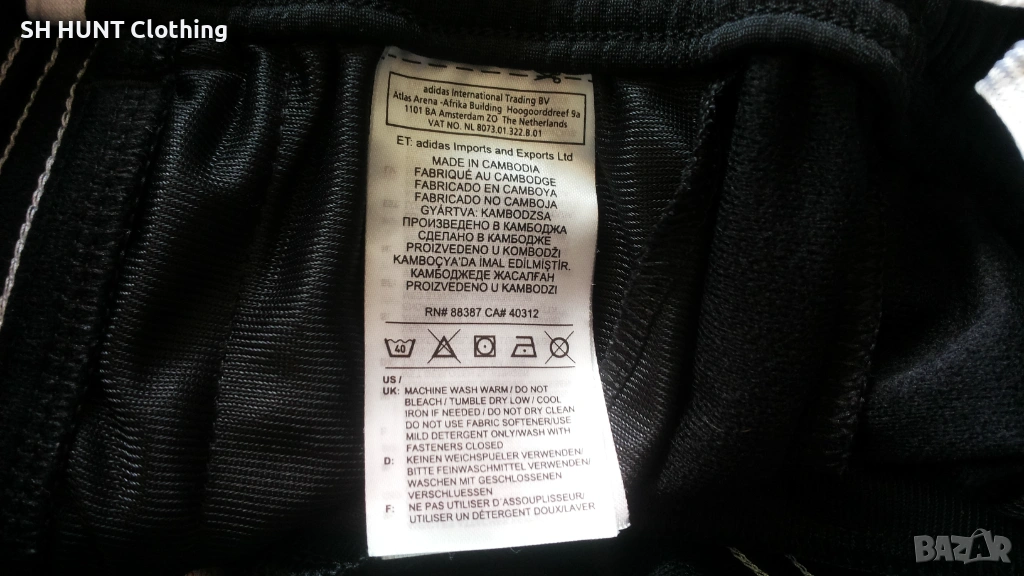 SH HUNT Clothing
adidas International Trading BV
Atlas Arena -Afrika Building Hoogoorddreef 9a
1101 BA Amsterdam ZO The Netherlands
VAT NO. NL 8073.01.322.B.01
ET: adidas Imports and Exports Ltd
MADE IN CAMBODIA
FABRIQUÉ AU CAMBODGE
FABRICADO EN CAMBOYA
FABRICADO NO CAMBOJA
GYÁRTVA: KAMBODZSA
ПРОИЗВЕДЕНО В КАМБОДЖА
СДЕЛАНО В КАМБОДЖЕ
PROIZVEDENO U KOMBODŽI
KAMBOÇYA'DA İMAL EDİLMİŞTİR.
КАМБОДЖЕДЕ ЖАСАЛҒАН
PROIZVEDENO U KAMBODZI
RN# 88387 CA# 40312
40
US /
UK: MACHINE WASH WARM / DO NOT
BLEACH / TUMBLE DRY LOW / COOL
IRON IF NEEDED / DO NOT DRY CLEAN
DO NOT USE FABRIC SOFTENER/USE
MILD DETERGENT ONLY/WASH WITH
FASTENERS CLOSED
D: KEINEN WEICHSPUELER VERWENDEN/
BITTE FEINWASCHMITTEL VERWENDEN/
WASCHEN MIT GESCHLOSSENEN
VERSCHLUESSEN
F: NE PAS UTILISER D'ASSOUPLISSEUR/
UTILISER UN DÉTERGENT DOUX/LAVER
BAZAR